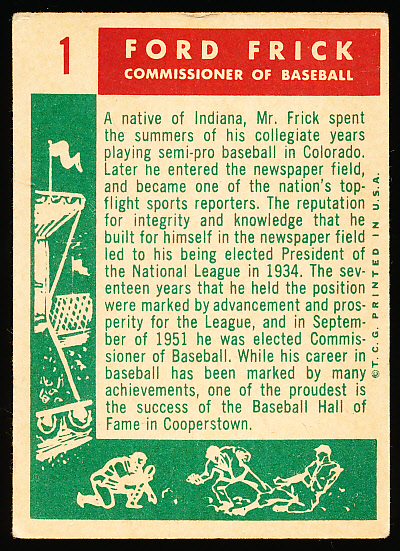 1
FORD FRICK
COMMISSIONER OF BASEBALL
A native of Indiana, Mr. Frick spent
the summers of his collegiate years
playing semi-pro baseball in Colorado.
Later he entered the newspaper field,
and became one of the nation's top-
flight sports reporters. The reputation
for integrity and knowledge that he
built for himself in the newspaper field
led to his being elected President of
the National League in 1934. The sev-
enteen years that he held the position
were marked by advancement and pros-
perity for the League, and in Septem-
ber of 1951 he was elected Commis-
sioner of Baseball. While his career in
baseball has been marked by many
achievements, one of the proudest is
the success of the Baseball Hall of
Fame in Cooperstown.
© T.C.G. PRINTED IN U.S.A.